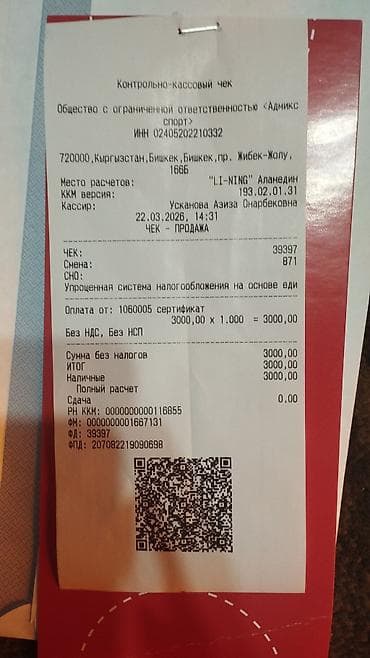 Контрольно-кассовый чек
Общество с ограниченной ответственностью <Адмикс
спорт>
ИНН 02405202210332
720000,Кыргызстан,Бишкек,Бишкек,пр. Жибек-Жолу,
166Б
Место расчетов: "LI-NING" Аламедин
ККМ версия: 193.02.01.31
Кассир: Усканова Азиза Онарбековна
22.03.2026, 14:31
ЧЕК - ПРОДАЖА
ЧЕК: 39397
Смена: 871
СНО:
Упрощенная система налогообложения на основе еди
Оплата от: 1060005 сертификат
3000,00 x 1.000 = 3000,00
Без НДС, Без НСП
Сумма без налогов 3000,00
ИТОГ 3000,00
Наличные 3000,00
Полный расчет
Сдача 0,00
РН ККМ: 0000000000116855
ФМ: 0000000001667131
ФД: 39397
ФПД: 207082219090698